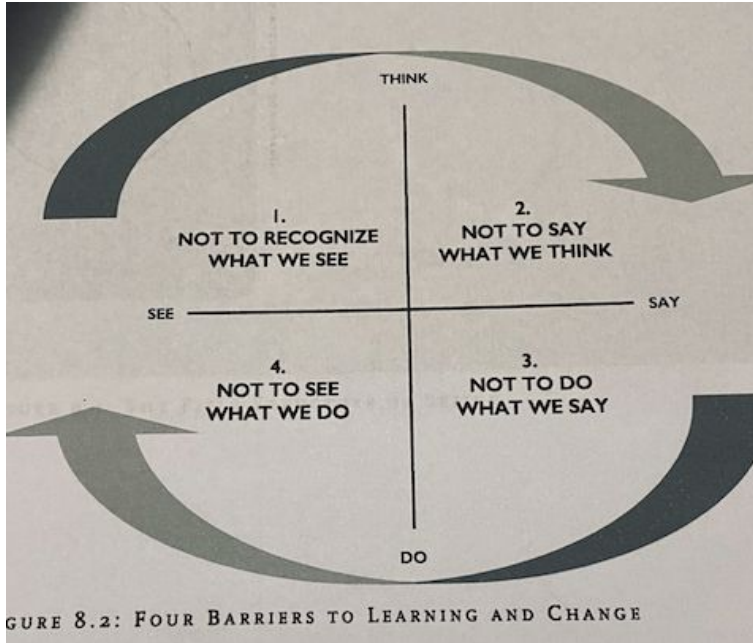 THINK
1.
NOT TO RECOGNIZE
WHAT WE SEE
2.
NOT TO SAY
WHAT WE THINK
SEE
SAY
4.
NOT TO SEE
WHAT WE DO
3.
NOT TO DO
WHAT WE SAY
DO
GURE 8.2: FOUR BARRIERS TO LEARNING AND CHANGE